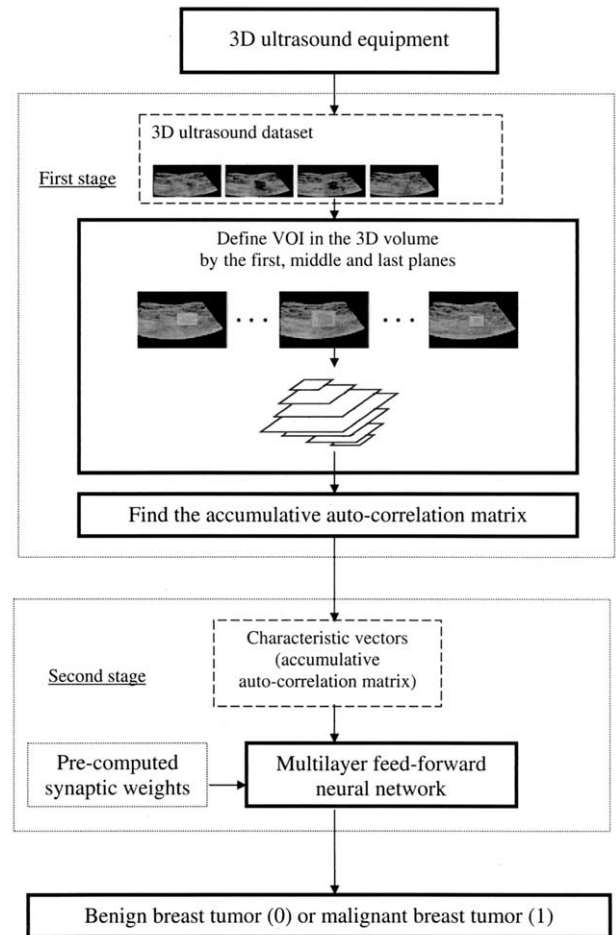 3D ultrasound equipment
3D ultrasound dataset
First stage
Define VOI in the 3D volume
by the first, middle and last planes
Find the accumulative auto-correlation matrix
Characteristic vectors
(accumulative
auto-correlation matrix)
Second stage
Pre-computed
synaptic weights
Multilayer feed-forward
neural network
Benign breast tumor (0) or malignant breast tumor (1)